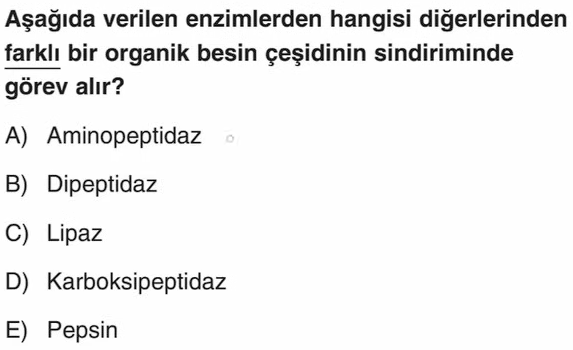 Aşağıda verilen enzimlerden hangisi diğerlerinden
farklı bir organik besin çeşidinin sindiriminde
görev alır?
A) Aminopeptidaz
B) Dipeptidaz
C) Lipaz
D) Karboksipeptidaz
E) Pepsin